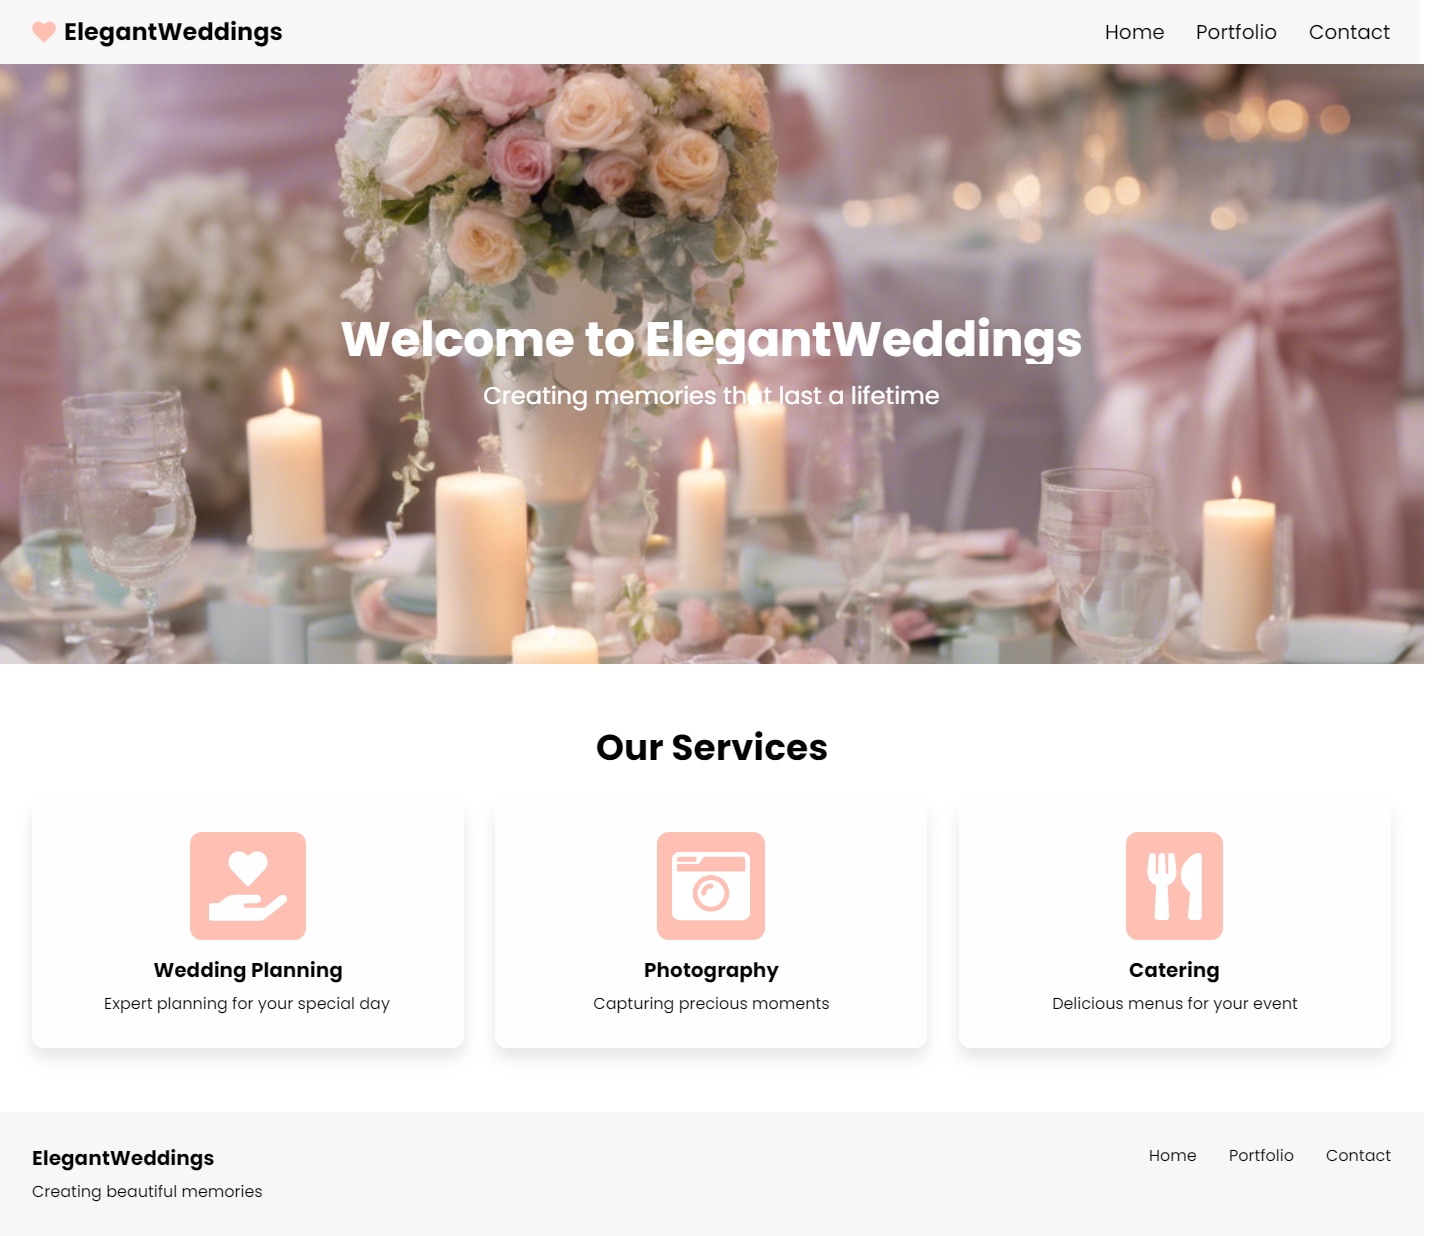 ElegantWeddings
Home Portfolio Contact
Welcome to ElegantWeddings
Creating memories that last a lifetime
Our Services
Wedding Planning
Expert planning for your special day
Photography
Capturing precious moments
Catering
Delicious menus for your event
ElegantWeddings
Creating beautiful memories
Home Portfolio Contact